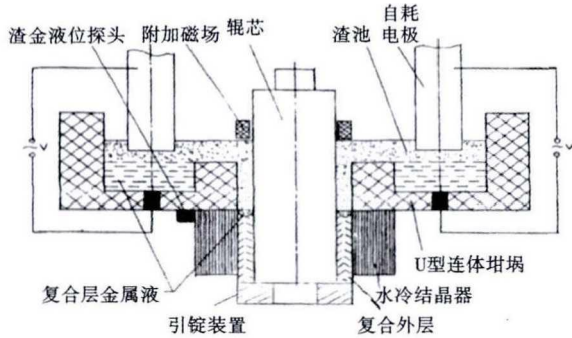 渣金液位探头
附加磁场
辊芯
渣池
自耗
电极
V
V
U型连体坩埚
复合层金属液
水冷结晶器
引锭装置
复合外层